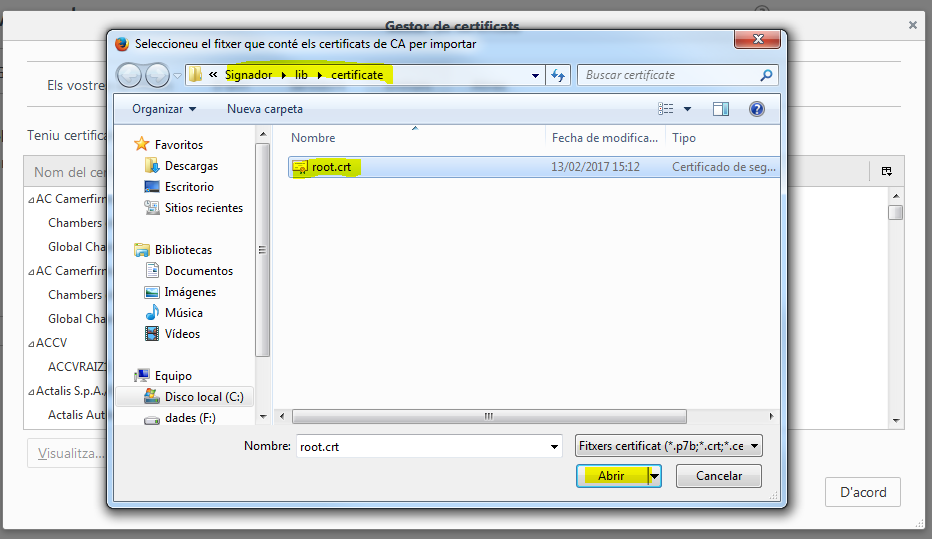 Gestor de certificats
Seleccioneu el fitxer que conté els certificats de CA per importar
« Signador lib certificate
Buscar certificate
Els vostre
Organizar
Nueva carpeta
Teniu certifica
Favoritos
Descargas
Escritorio
Sitios recientes
Bibliotecas
Documentos
Imágenes
Música
Vídeos
Equipo
Disco local (C:)
dades (F:)
Nombre Fecha de modifica... Tipo
root.crt 13/02/2017 15:12 Certificado de seg...
Nom del cer
AC Camerfirm
Chambers
Global Cha
AC Camerfirm
Chambers
Global Cha
ACCV
ACCVRAIZ
Actalis S.p.A.
Actalis Aut
Visualitza...
Nombre: root.crt
Fitxers certificat (*.p7b;*.crt;*.ce
Abrir Cancelar
D'acord